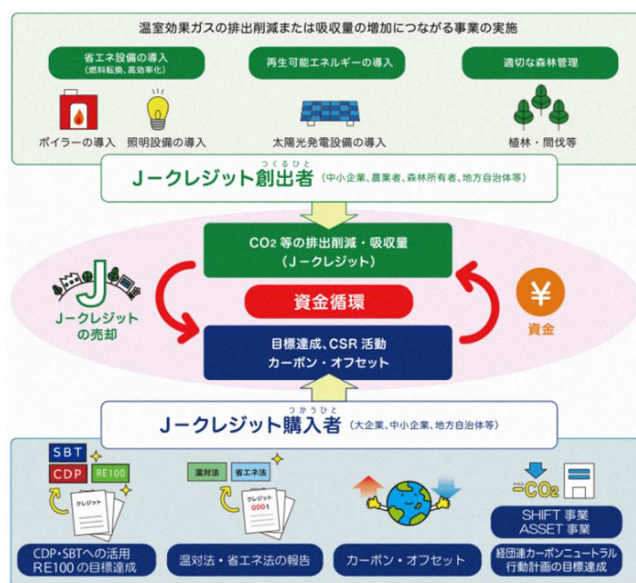 温室効果ガスの排出削減または吸収量の増加につながる事業の実施
省エネ設備の導入
(燃料転換、高効率化)
再生可能エネルギーの導入
適切な森林管理
ボイラーの導入
照明設備の導入
太陽光発電設備の導入
植林・間伐等
つくるひと
J－クレジット創出者(中小企業、農業者、森林所有者、地方自治体等)
CO2 等の排出削減・吸収量
(J－クレジット)
J
J－クレジット
の売却
資金循環
¥
資金
目標達成、CSR 活動
カーボン・オフセット
つかうひと
J－クレジット購入者(大企業、中小企業、地方自治体等)
SBT
CDP
RE100
クレジット
CDP・SBTへの活用
RE100の目標達成
温対法
省エネ法
クレジット
000t
温対法・省エネ法の報告
カーボン・オフセット
-CO2
SHIFT 事業
ASSET 事業
経団連カーボンニュートラル
行動計画の目標達成